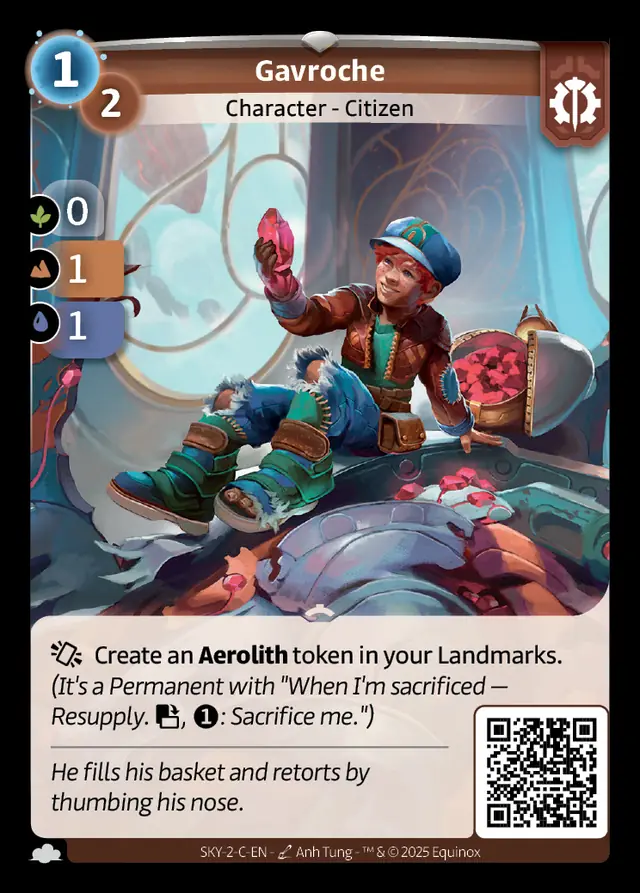 1
Gavroche
2
Character - Citizen
0
1
1
Create an Aerolith token in your Landmarks.
(It's a Permanent with "When I'm sacrificed —
Resupply. , 1: Sacrifice me.")
He fills his basket and retorts by
thumbing his nose.
SKY-2-C-EN - Anh Tung - ™ & © 2025 Equinox